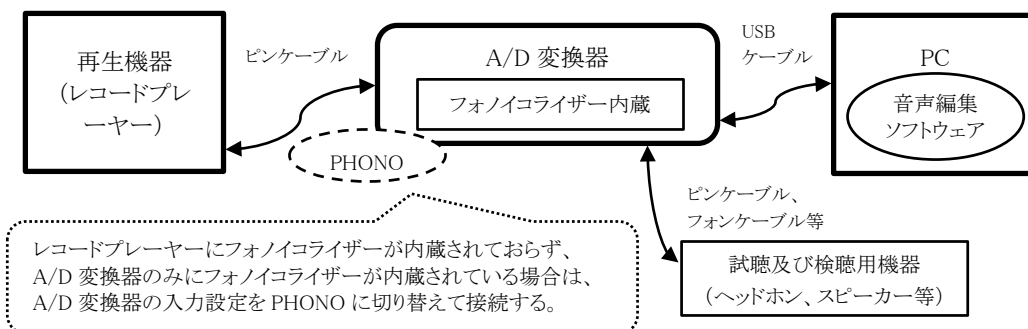 再生機器
(レコードプレ
ーヤー)
ピンケーブル
A/D 変換器
フォノイコライザー内蔵
PHONO
USB
ケーブル
PC
音声編集
ソフトウェア
ピンケーブル、
フォンケーブル等
試聴及び検聴用機器
(ヘッドホン、スピーカー等)
レコードプレーヤーにフォノイコライザーが内蔵されておらず、
A/D 変換器のみにフォノイコライザーが内蔵されている場合は、
A/D 変換器の入力設定を PHONO に切り替えて接続する。